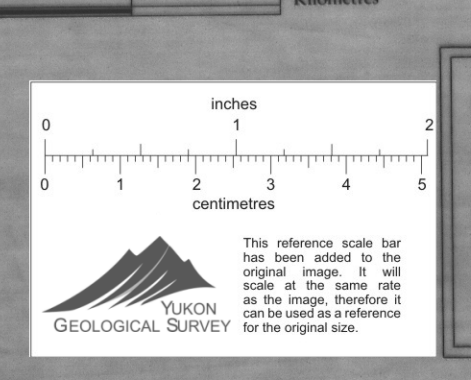 Kilometres
inches
0 1 2
0 1 2 3 4 5
centimetres
This reference scale bar
has been added to the
original image. It will
scale at the same rate
as the image, therefore it
can be used as a reference
for the original size.
YUKON
GEOLOGICAL SURVEY